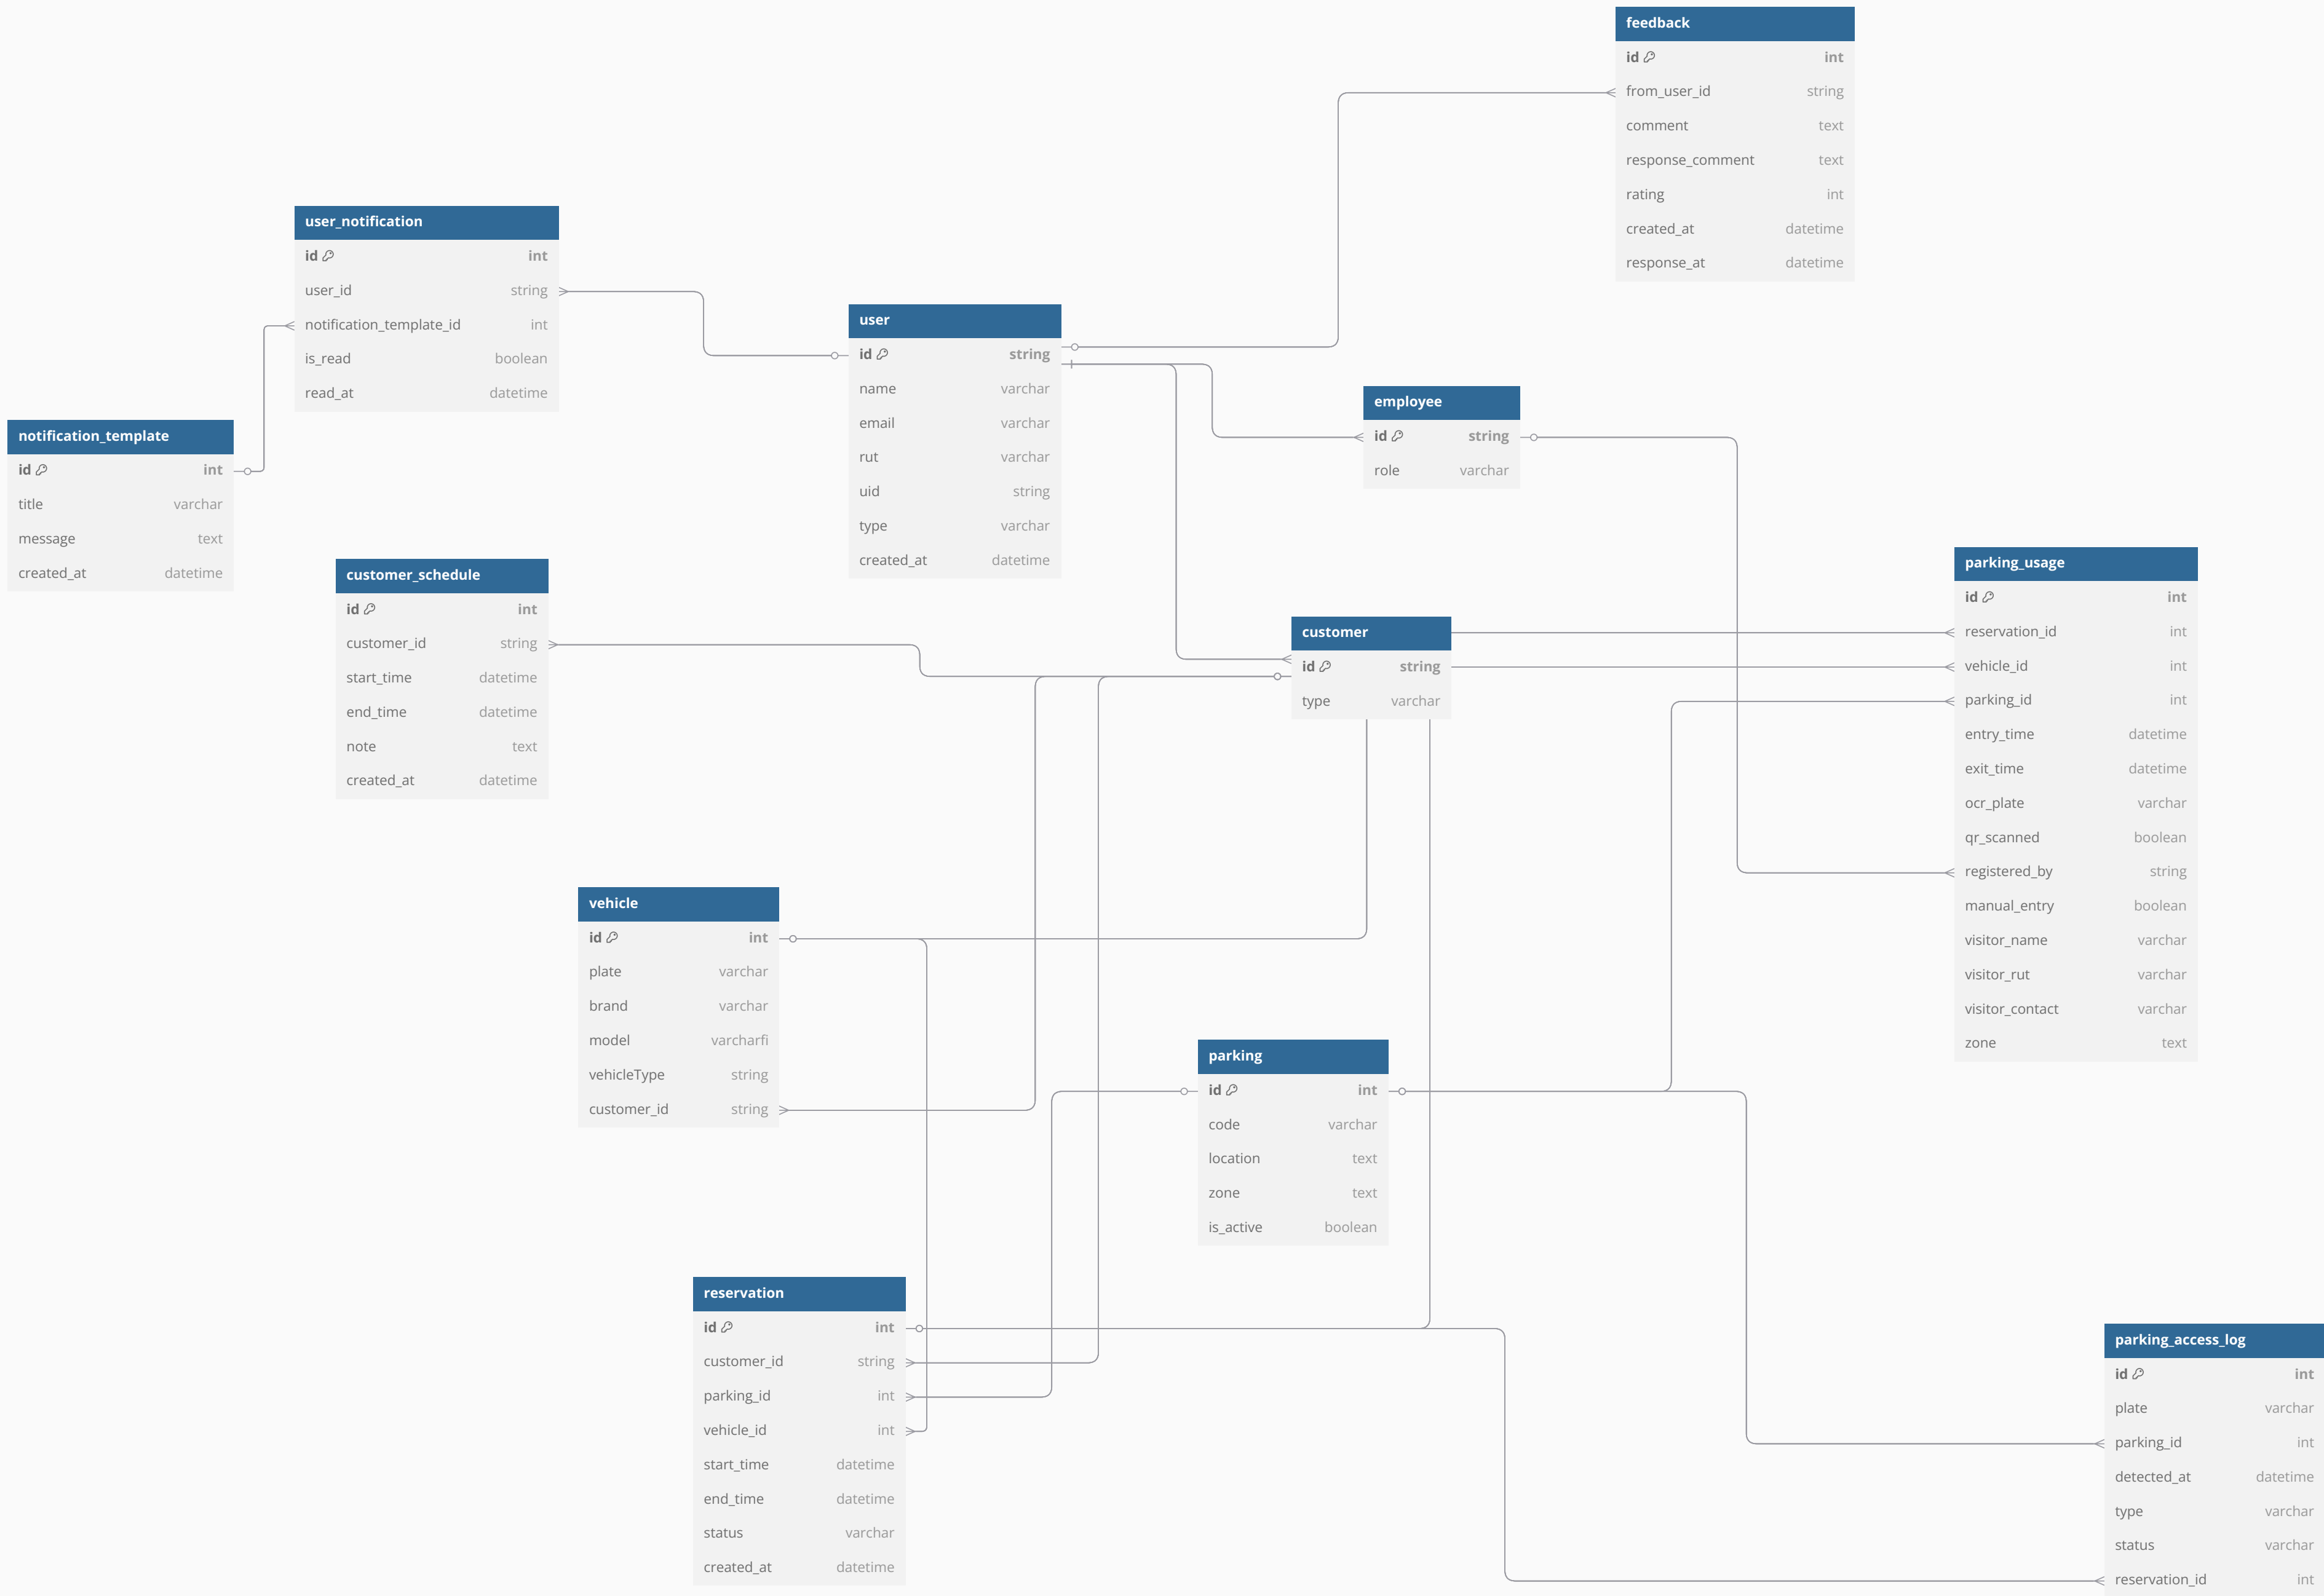 feedback
id int
from_user_id string
comment text
response_comment text
rating int
created_at datetime
response_at datetime
user_notification
id int
user_id string
notification_template_id int
is_read boolean
read_at datetime
user
id string
name varchar
email varchar
rut varchar
uid string
type varchar
created_at datetime
employee
id string
role varchar
notification_template
id int
title varchar
message text
created_at datetime
customer_schedule
id int
customer_id string
start_time datetime
end_time datetime
note text
created_at datetime
customer
id string
type varchar
parking_usage
id int
reservation_id int
vehicle_id int
parking_id int
entry_time datetime
exit_time datetime
ocr_plate varchar
qr_scanned boolean
registered_by string
manual_entry boolean
visitor_name varchar
visitor_rut varchar
visitor_contact varchar
zone text
vehicle
id int
plate varchar
brand varchar
model varcharfi
vehicleType string
customer_id string
parking
id int
code varchar
location text
zone text
is_active boolean
reservation
id int
customer_id string
parking_id int
vehicle_id int
start_time datetime
end_time datetime
status varchar
created_at datetime
parking_access_log
id int
plate varchar
parking_id int
detected_at datetime
type varchar
status varchar
reservation_id int